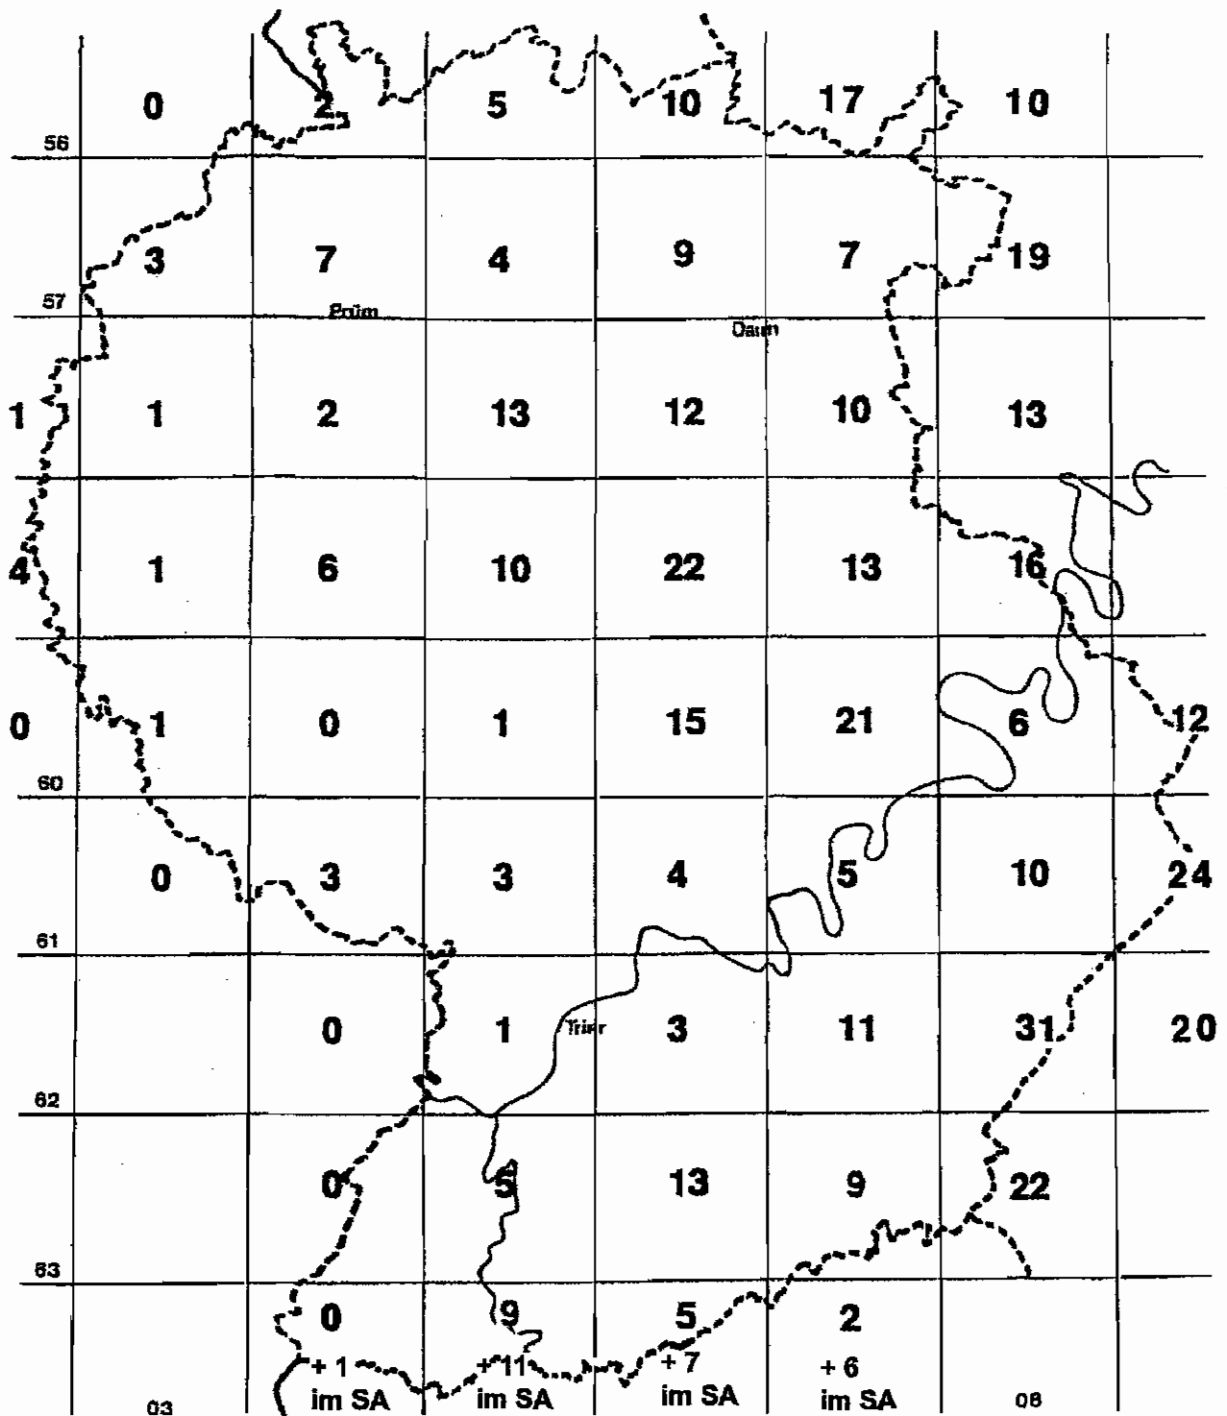 0 2 5 10 17 10
56
3 7 4 9 7 19
57 Prüm Daun
1 1 2 13 12 10 13
4 1 6 10 22 13 16
0 1 0 1 15 21 6 12
60
0 3 3 4 5 10 24
61
0 1 Trier 3 11 31 20
62
0 5 13 9 22
63
0 9 5 2
+ 1 + 11 + 7 + 6
im SA im SA im SA im SA
03 08